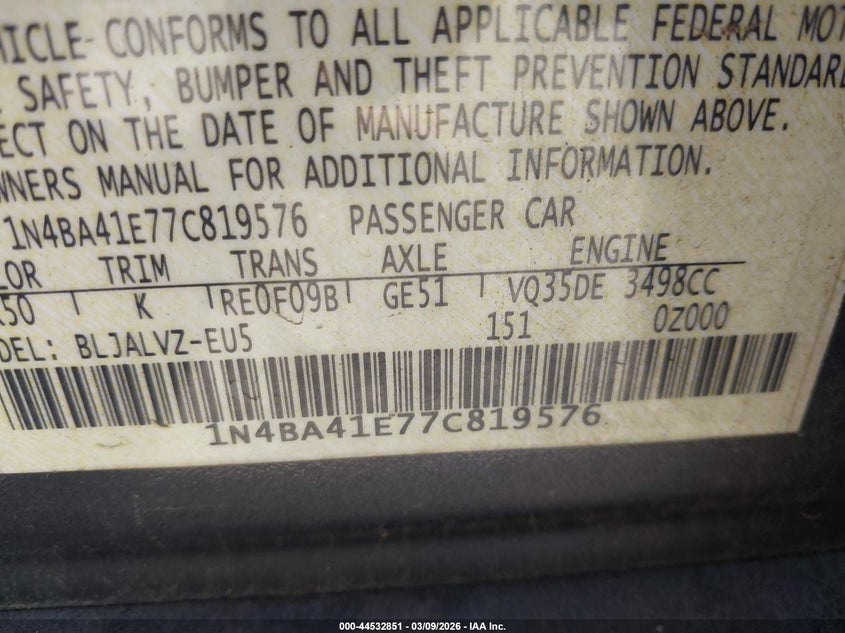 HICLE CONFORMS TO ALL APPLICABLE FEDERAL MOT
SAFETY, BUMPER AND THEFT PREVENTION STANDARD
ECT ON THE DATE OF MANUFACTURE SHOWN ABOVE.
WNERS MANUAL FOR ADDITIONAL INFORMATION.
1N4BA41E77C819576 PASSENGER CAR
LOR TRIM TRANS AXLE ENGINE
50 K RE0F09B GE51 VQ35DE 3498CC
DEL: BLJALVZ-EU5 151 0Z000
1N4BA41E77C819576
000-44532851 | 03/09/2026 - IAA Inc.